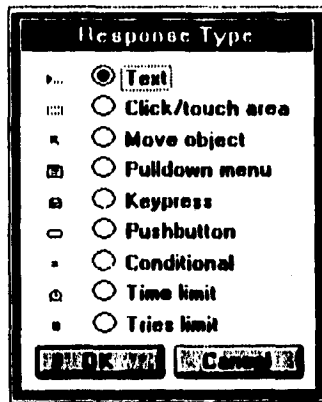 Response Type
Text
Click/touch area
Move object
Pulldown menu
Keypress
Pushbutton
Conditional
Time limit
Tries limit
OK Cancel